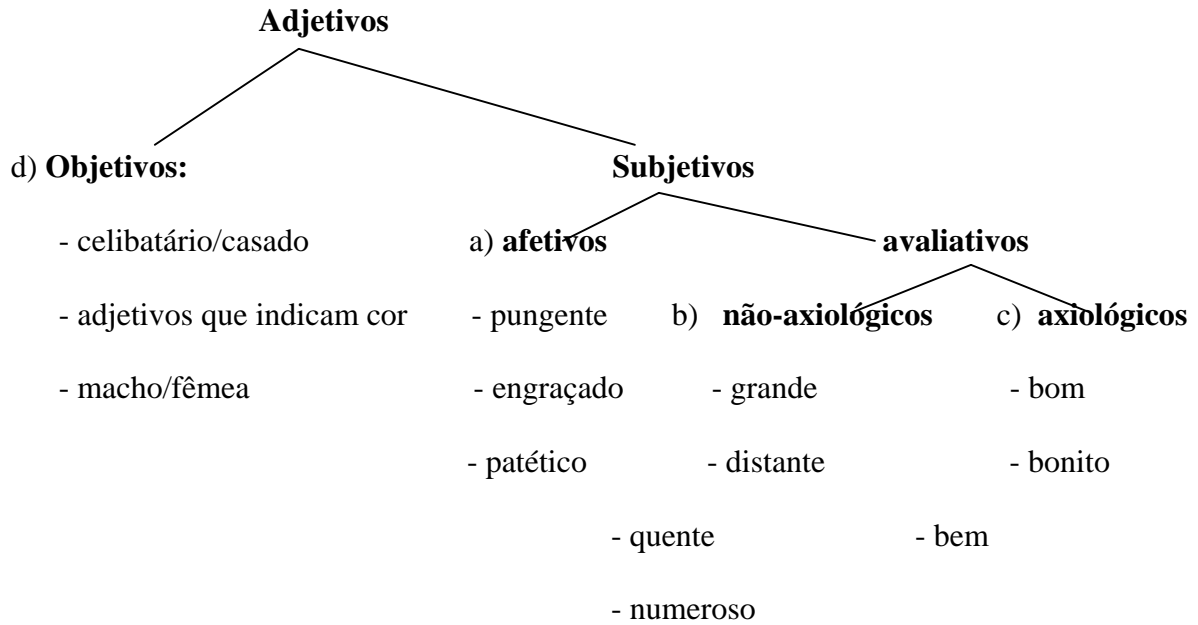 Adjetivos
d) Objetivos: Subjetivos
- celibatário/casado a) afetivos avaliativos
- adjetivos que indicam cor - pungente b) não-axiológicos c) axiológicos
- macho/fêmea - engraçado - grande - bom
- patético - distante - bonito
- quente - bem
- numeroso